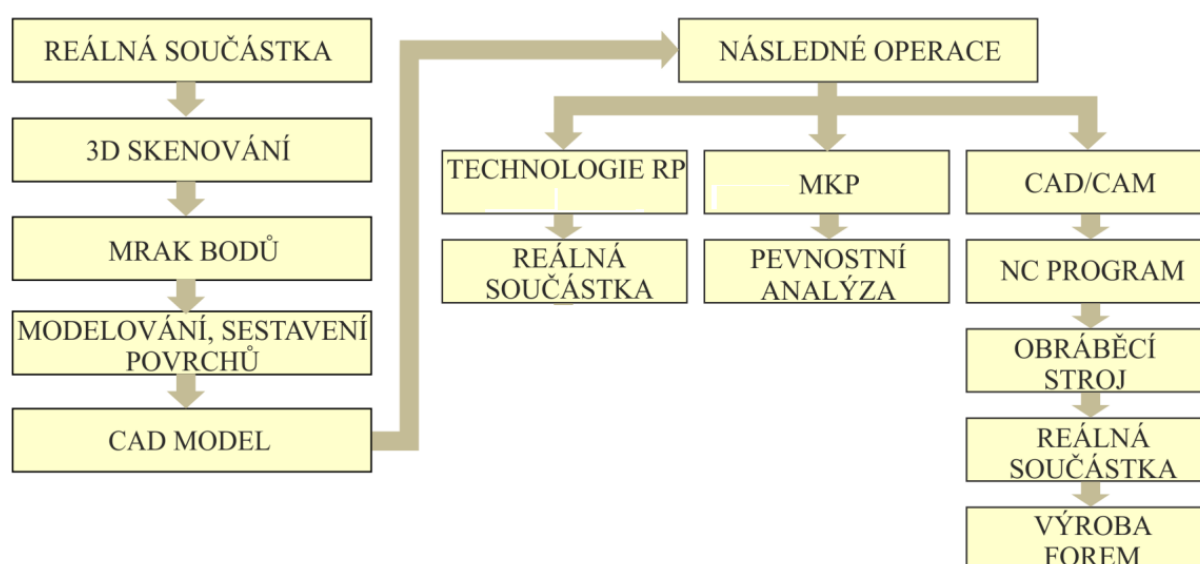 REÁLNÁ SOUČÁSTKA
3D SKENOVÁNÍ
MRAK BODŮ
MODELOVÁNÍ, SESTAVENÍ
POVRCHŮ
CAD MODEL
NÁSLEDNÉ OPERACE
TECHNOLOGIE RP
REÁLNÁ
SOUČÁSTKA
MKP
PEVNOSTNÍ
ANALÝZA
CAD/CAM
NC PROGRAM
OBRÁBĚCÍ
STROJ
REÁLNÁ
SOUČÁSTKA
VÝROBA
FOREM